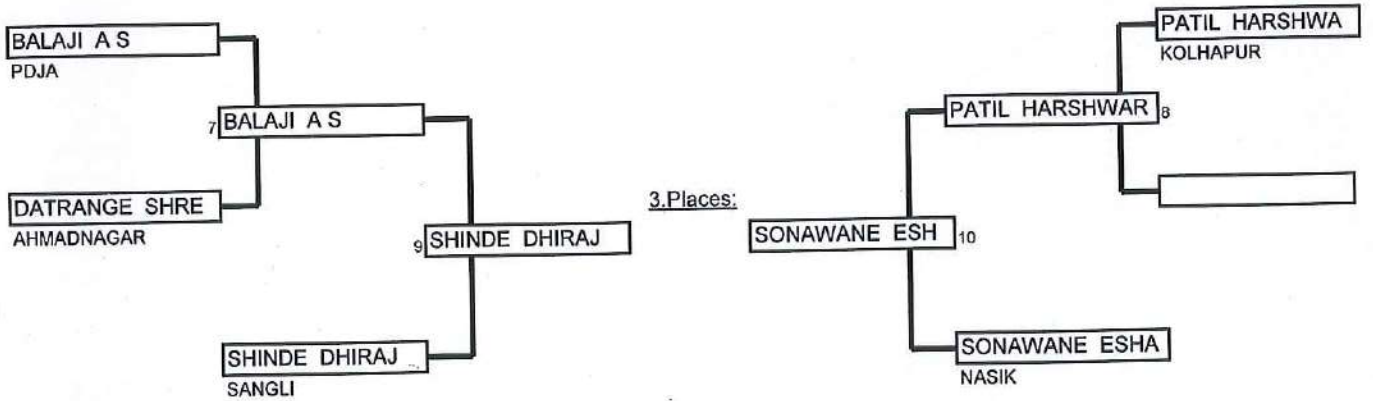 BALAJI A S
PDJA
7 BALAJI A S
DATRANGE SHRE
AHMADNAGAR
9 SHINDE DHIRAJ
SHINDE DHIRAJ
SANGLI
3.Places:
PATIL HARSHWA
KOLHAPUR
PATIL HARSHWAR 8
SONAWANE ESH 10
SONAWANE ESHA
NASIK